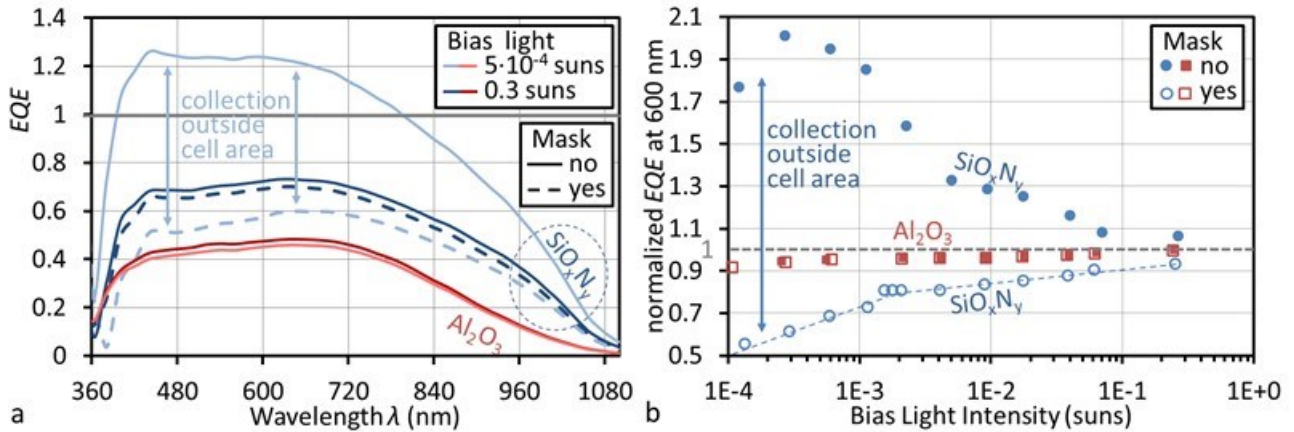 1.4
1.2
1
0.8
0.6
0.4
0.2
0
EQE
Bias light
5·10⁻⁴ suns
0.3 suns
collection
outside
cell area
Mask
no
yes
SiOₓNᵧ
Al₂O₃
360 480 600 720 840 960 1080
Wavelength λ (nm)
a
2.1
1.9
1.7
1.5
1.3
1.1
1
0.9
0.7
0.5
normalized EQE at 600 nm
Mask
no
yes
collection
outside
cell area
SiOₓNᵧ
Al₂O₃
SiOₓNᵧ
1E-4 1E-3 1E-2 1E-1 1E+0
Bias Light Intensity (suns)
b